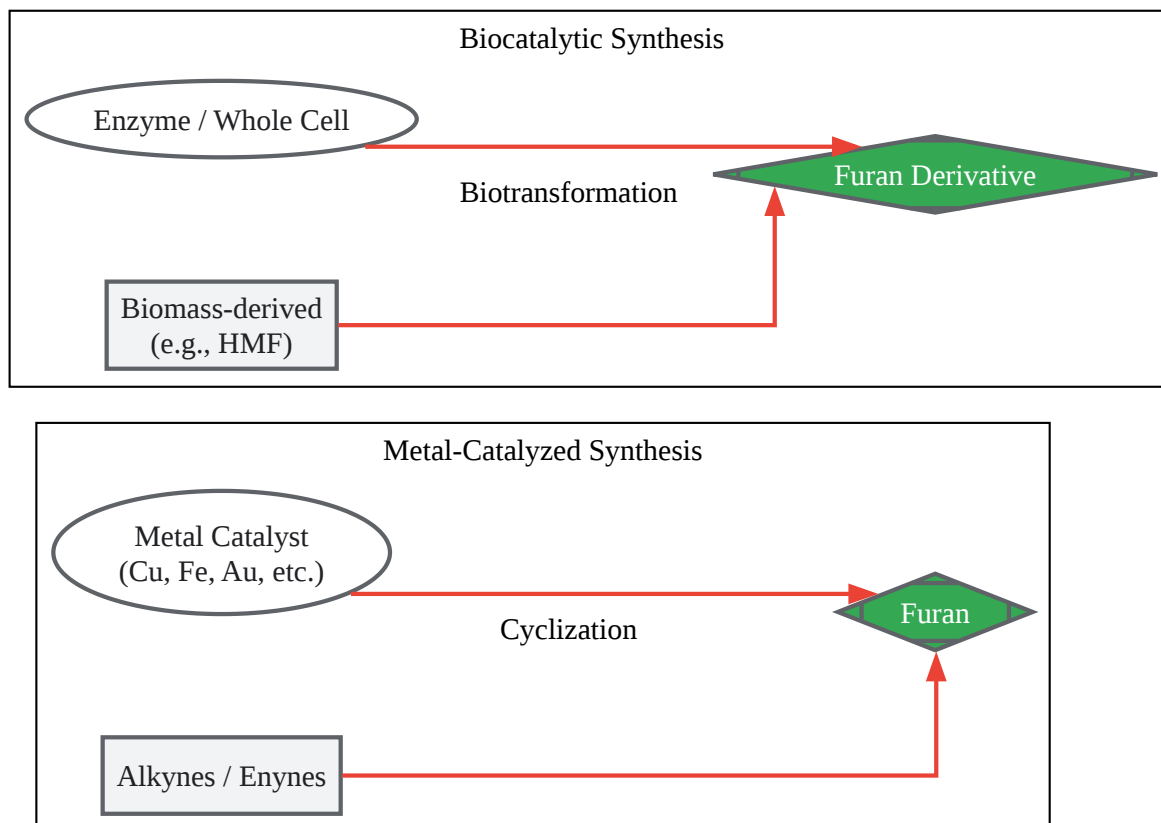 Biocatalytic Synthesis
Enzyme / Whole Cell
Furan Derivative
Biotransformation
Biomass-derived
(e.g., HMF)
Metal-Catalyzed Synthesis
Metal Catalyst
(Cu, Fe, Au, etc.)
Furan
Cyclization
Alkynes / Enynes